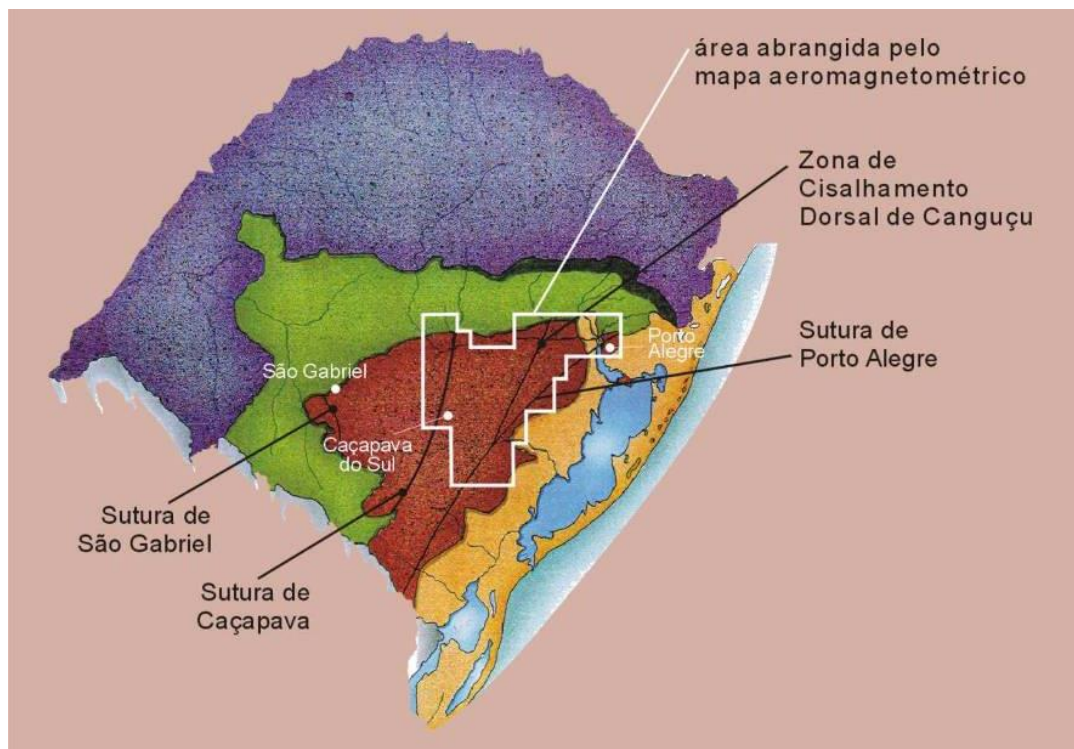 área abrangida pelo
mapa aeromagnetométrico
Zona de
Cisalhamento
Dorsal de Canguçu
Sutura de
Porto Alegre
Porto
Alegre
São Gabriel
Caçapava
do Sul
Sutura de
São Gabriel
Sutura de
Caçapava